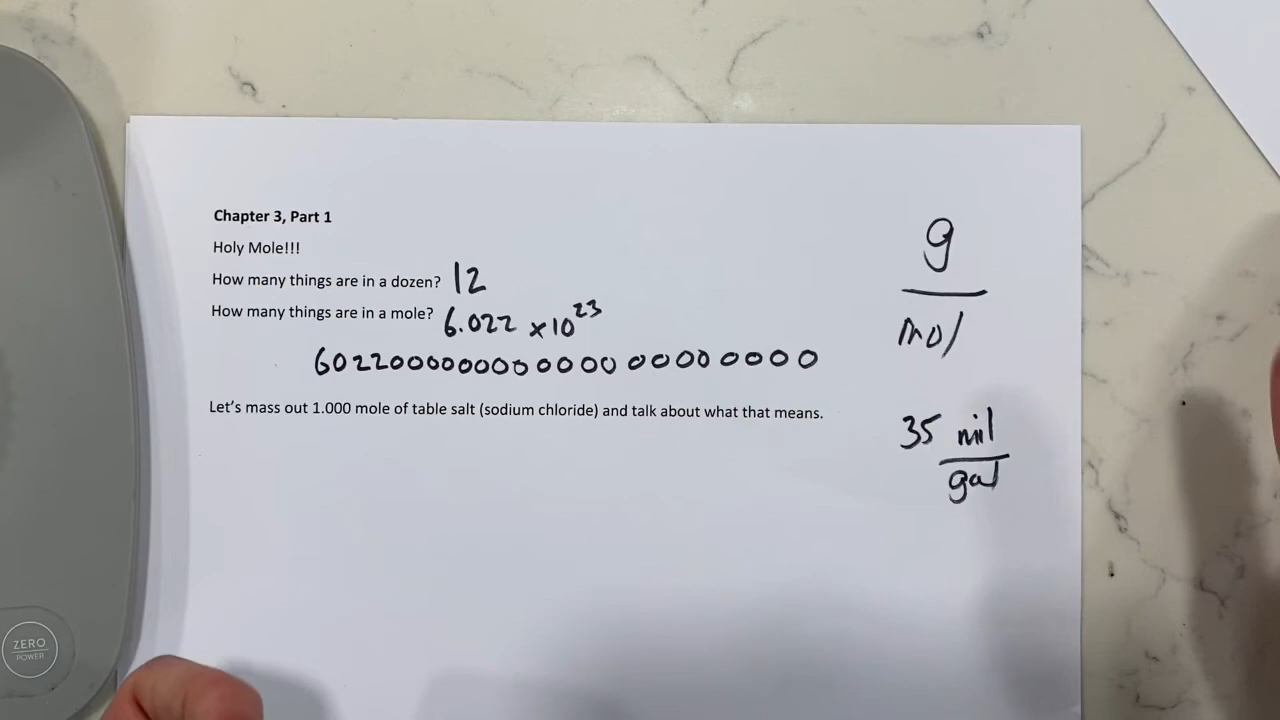 Chapter 3, Part 1
Holy Mole!!!
How many things are in a dozen? 12
How many things are in a mole? 6.022 x10²³
602200000000000000000000
Let's mass out 1.000 mole of table salt (sodium chloride) and talk about what that means.
g
mol
35 mil
gal
ZERO
POWER